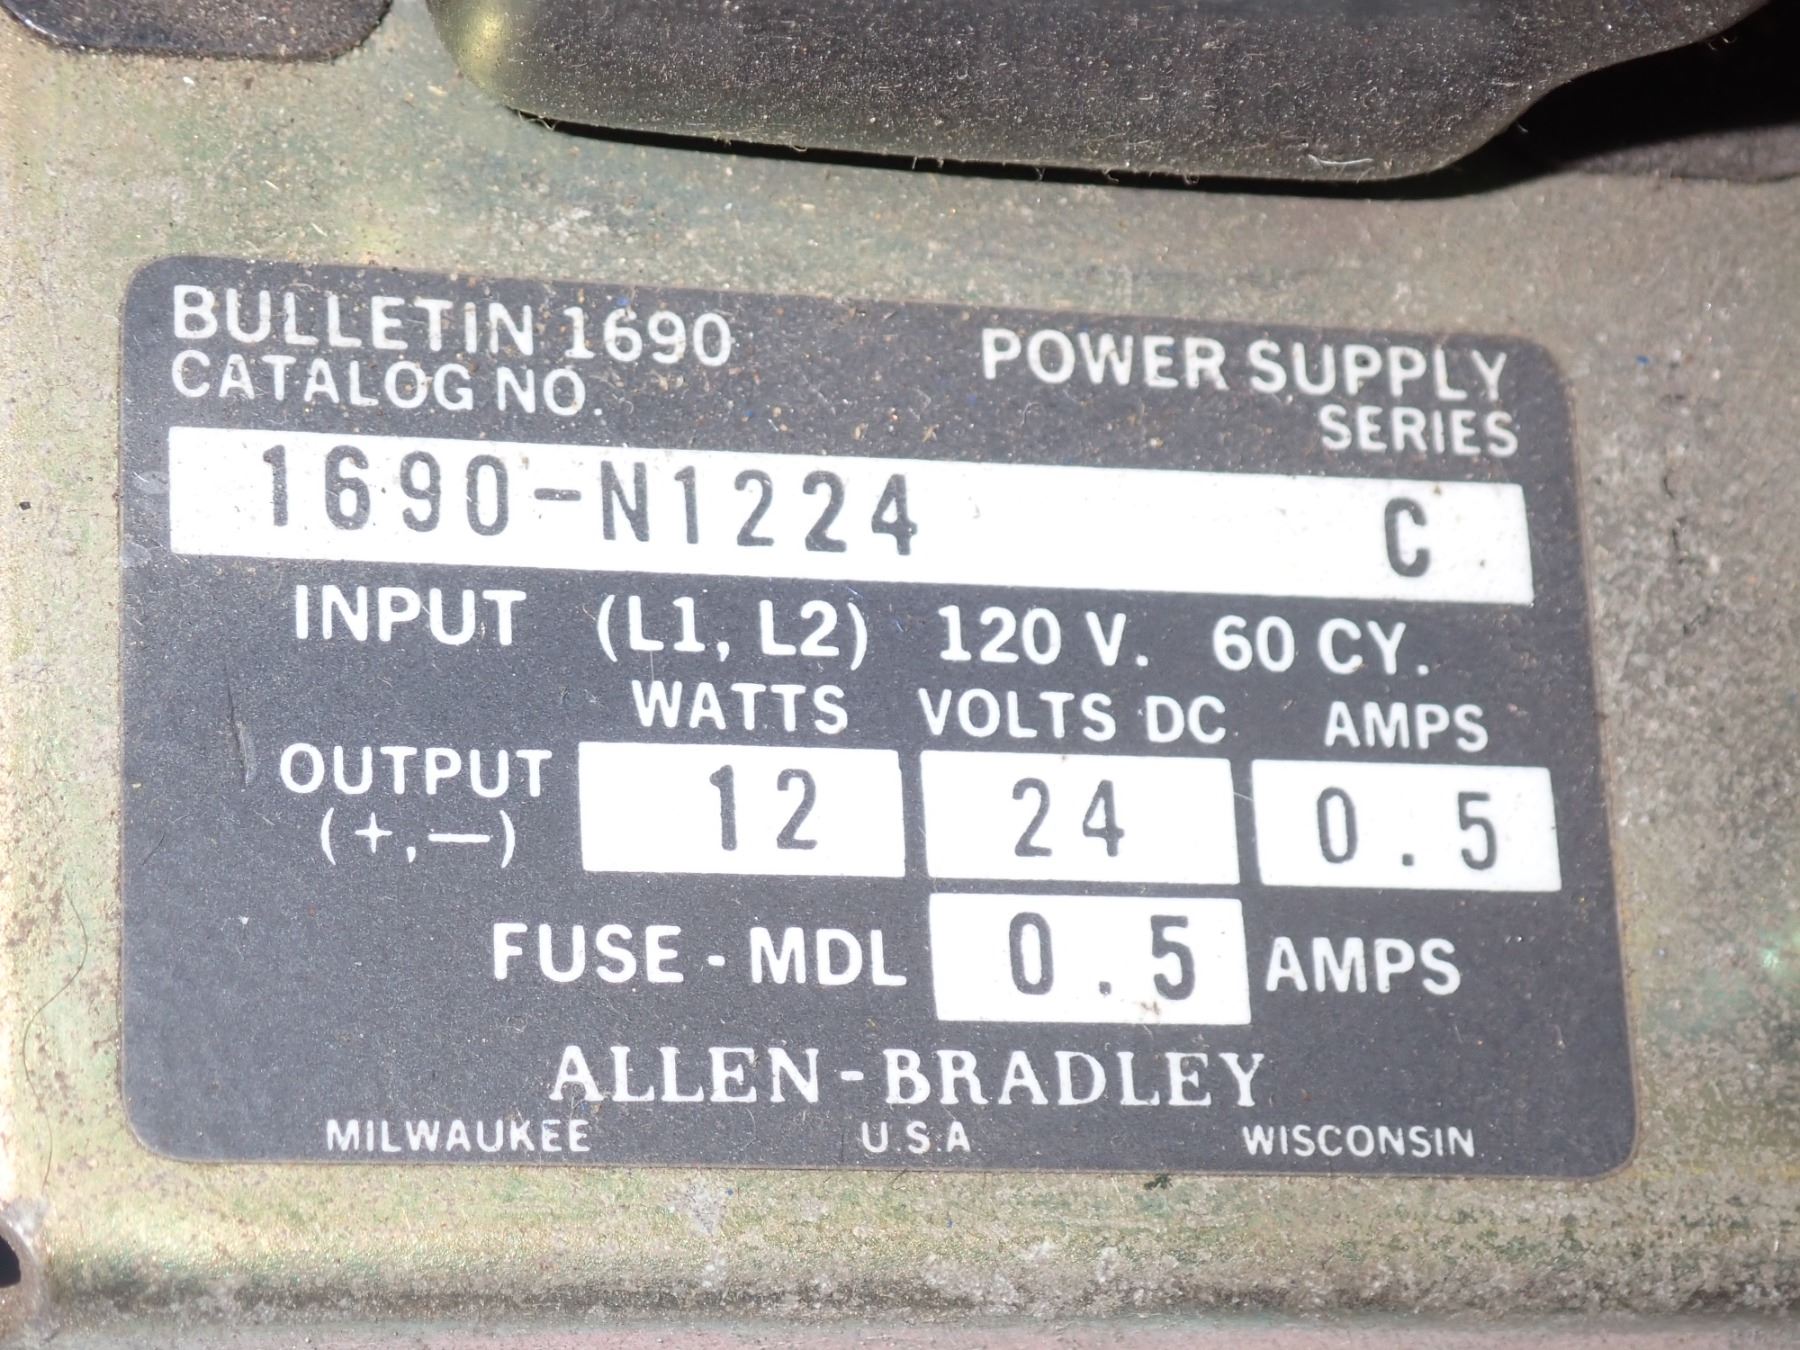 BULLETIN 1690 POWER SUPPLY
CATALOG NO. SERIES
1690-N1224 C
INPUT (L1, L2) 120 V. 60 CY.
WATTS VOLTS DC AMPS
OUTPUT 12 24 0.5
(+,—)
FUSE - MDL 0.5 AMPS
ALLEN-BRADLEY
MILWAUKEE U.S.A WISCONSIN